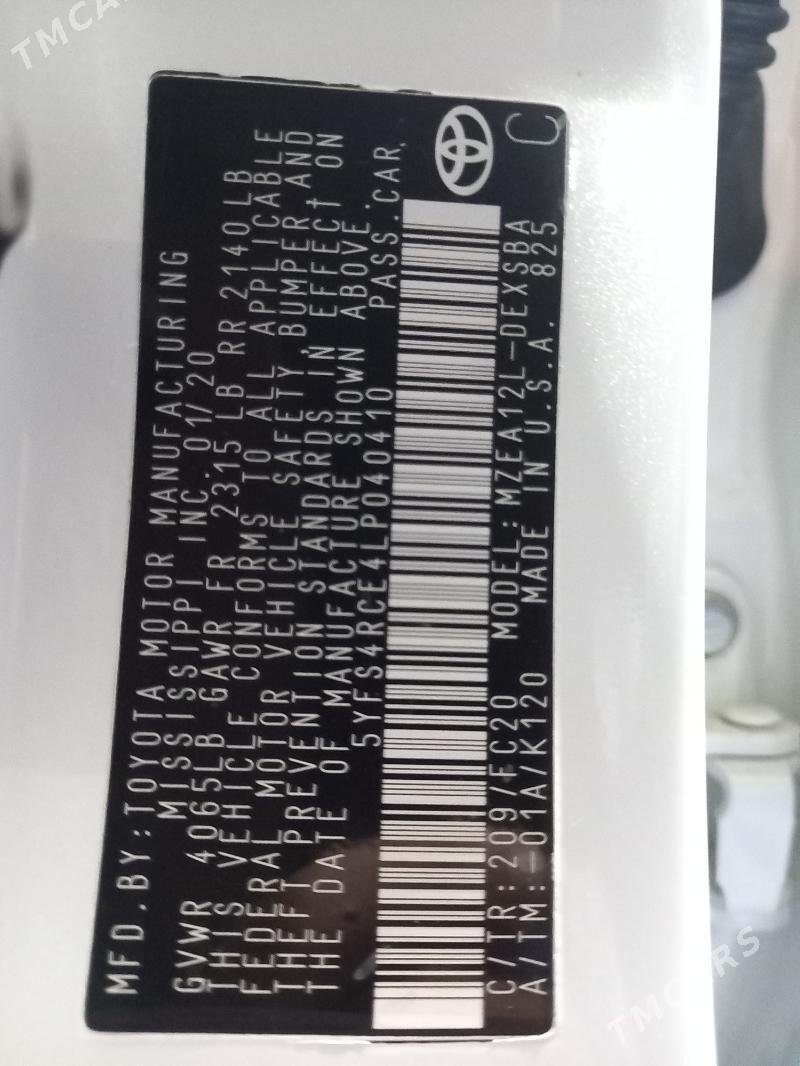 MFD.BY:TOYOTA MOTOR MANUFACTURING
MISSISSIPPI INC. 01/20
GVWR 4065LB GAWR FR 2315 LB RR 2140 LB
THIS VEHICLE CONFORMS TO ALL APPLICABLE
FEDERAL MOTOR VEHICLE SAFETY, BUMPER AND
THEFT PREVENTION STANDARDS IN EFFECT ON
THE DATE OF MANUFACTURE SHOWN ABOVE.
5YFS4RCE4LP040410 PASS.CAR.
C/TR:209/FC20 MODEL:MZEA12L-DEXSBA
A/TM:-01A/K120 MADE IN U.S.A. 825 C
TMCARS
TMCARS